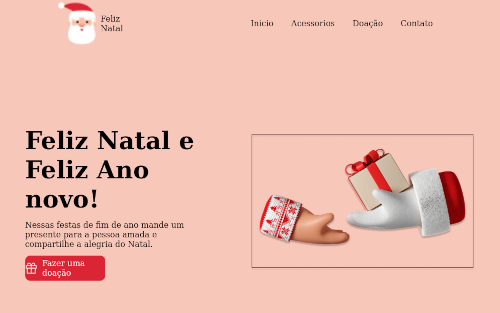 Feliz
Natal
Inicio Acessorios Doação Contato
Feliz Natal e
Feliz Ano
novo!
Nessas festas de fim de ano mande um
presente para a pessoa amada e
compartilhe a alegria do Natal.
Fazer uma
doação